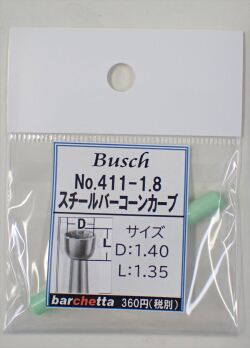 Busch
No.411-1.8
スチールバーコーンカーブ
D
L
サイズ
D:1.40
L:1.35
barchetta 360円(税別)